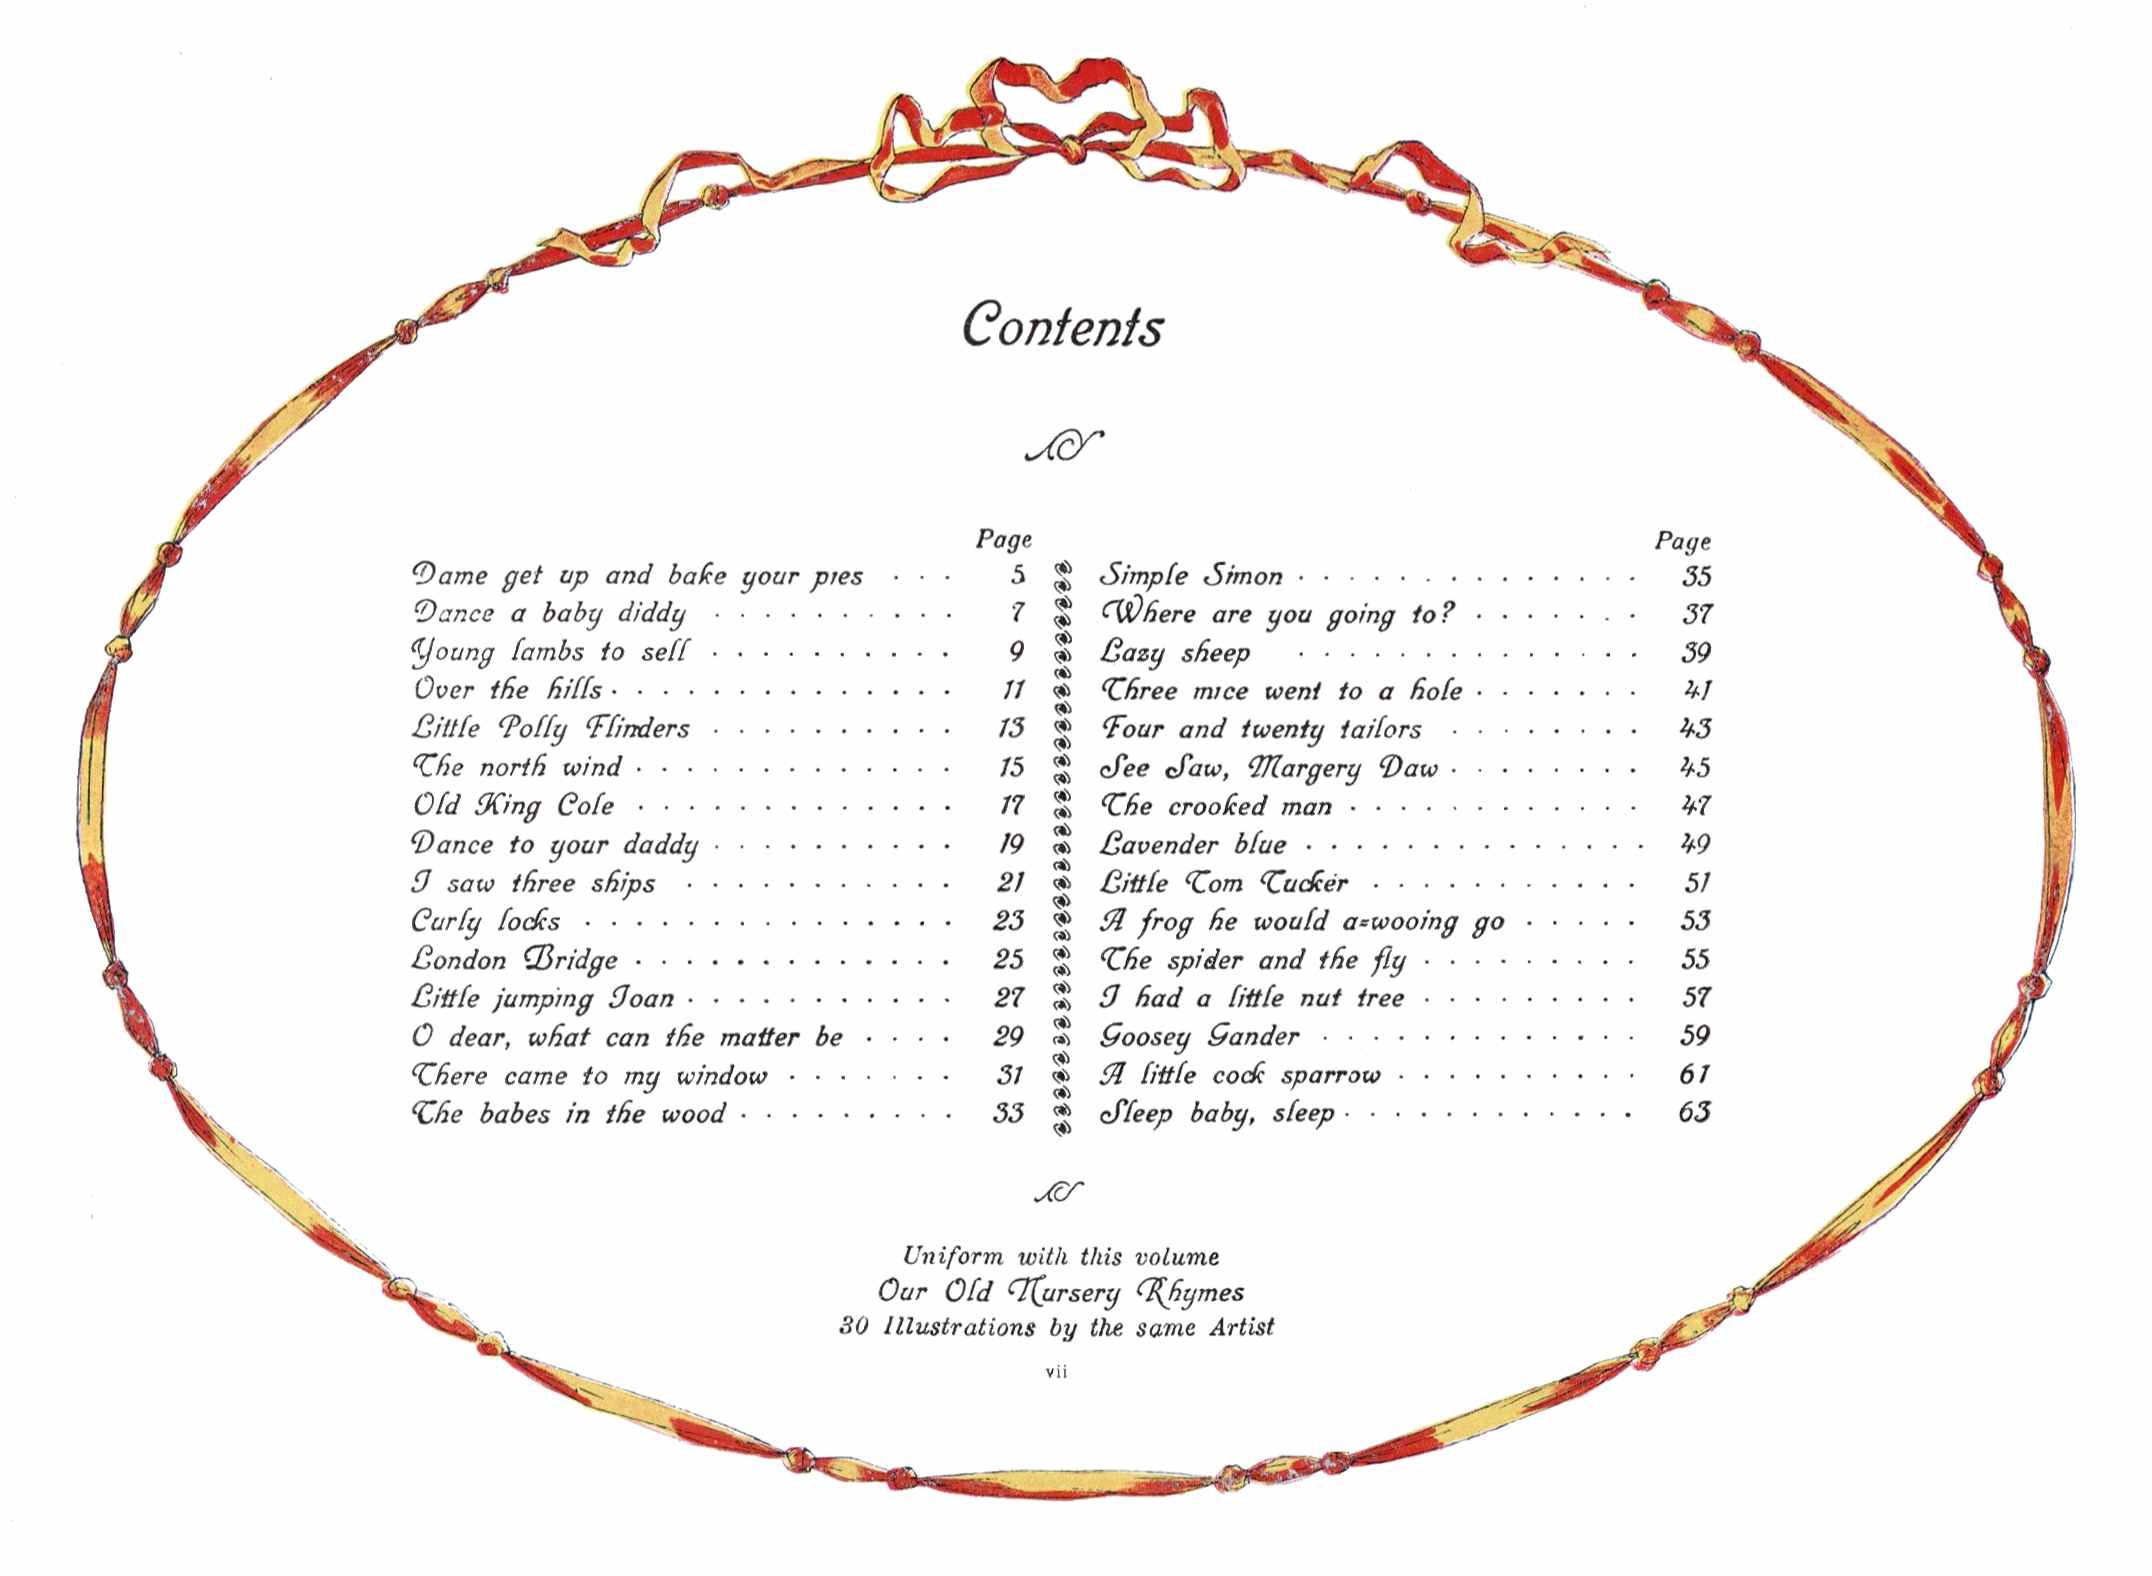 Contents
Page
Dame get up and bake your pies . . . 5
Dance a baby diddy . . . . . . . . . . 7
Young lambs to sell . . . . . . . . . . 9
Over the hills . . . . . . . . . . . . . . 11
Little Polly Flinders . . . . . . . . . . 13
The north wind . . . . . . . . . . . . . 15
Old King Cole . . . . . . . . . . . . . 17
Dance to your daddy . . . . . . . . . . 19
I saw three ships . . . . . . . . . . . 21
Curly locks . . . . . . . . . . . . . . . 23
London Bridge . . . . . . . . . . . . . 25
Little jumping Joan . . . . . . . . . . . 27
O dear, what can the matter be . . . . 29
There came to my window . . . . . . . 31
The babes in the wood . . . . . . . . . 33
Page
Simple Simon . . . . . . . . . . . . . . 35
Where are you going to? . . . . . . . 37
Lazy sheep . . . . . . . . . . . . . . 39
Three mice went to a hole . . . . . . . 41
Four and twenty tailors . . . . . . . . 43
See Saw, Margery Daw . . . . . . . . 45
The crooked man . . . . . . . . . . . . 47
Lavender blue . . . . . . . . . . . . . . 49
Little Tom Tucker . . . . . . . . . . . 51
A frog he would a=wooing go . . . . . 53
The spider and the fly . . . . . . . . . 55
I had a little nut tree . . . . . . . . . 57
Goosey Gander . . . . . . . . . . . . . 59
A little cock sparrow . . . . . . . . . . 61
Sleep baby, sleep . . . . . . . . . . . . 63
Uniform with this volume
Our Old Nursery Rhymes
30 Illustrations by the same Artist
vii